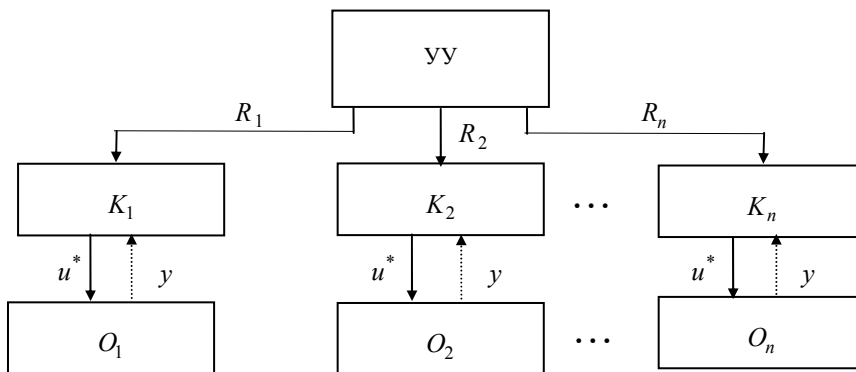 УУ
R₁ R₂ Rₙ
K₁ K₂ ... Kₙ
u* y u* y u* y
O₁ O₂ ... Oₙ